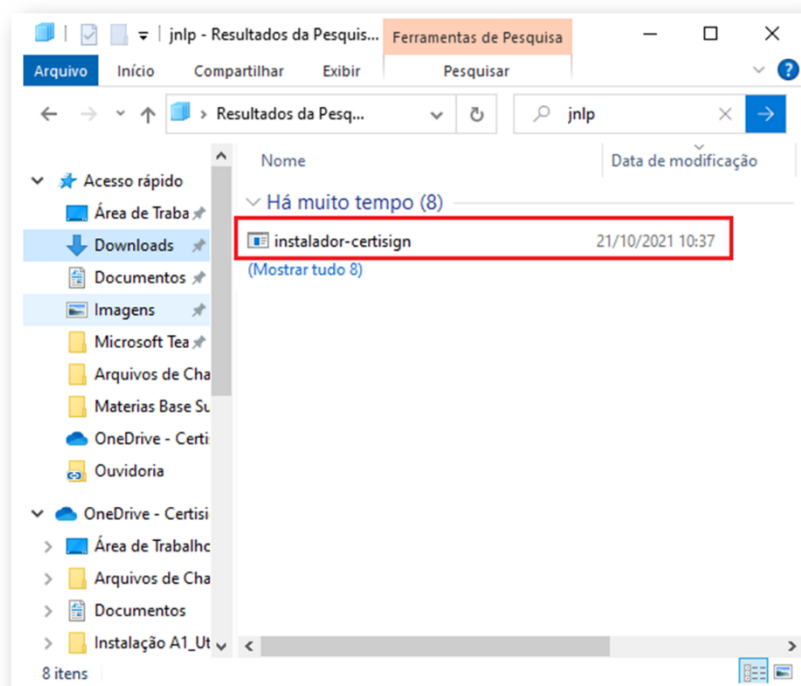 jnlp - Resultados da Pesquis...
Ferramentas de Pesquisa
Arquivo Início Compartilhar Exibir Pesquisar
Resultados da Pesq... jnlp
Nome Data de modificação
Acesso rápido
Há muito tempo (8)
Área de Traba
Downloads
instalador-certisign 21/10/2021 10:37
(Mostrar tudo 8)
Documentos
Imagens
Microsoft Tea
Arquivos de Cha
Materias Base Su
OneDrive - Certi
Ouvidoria
OneDrive - Certisi
Área de Trabalho
Arquivos de Cha
Documentos
Instalação A1_Ut
8 itens